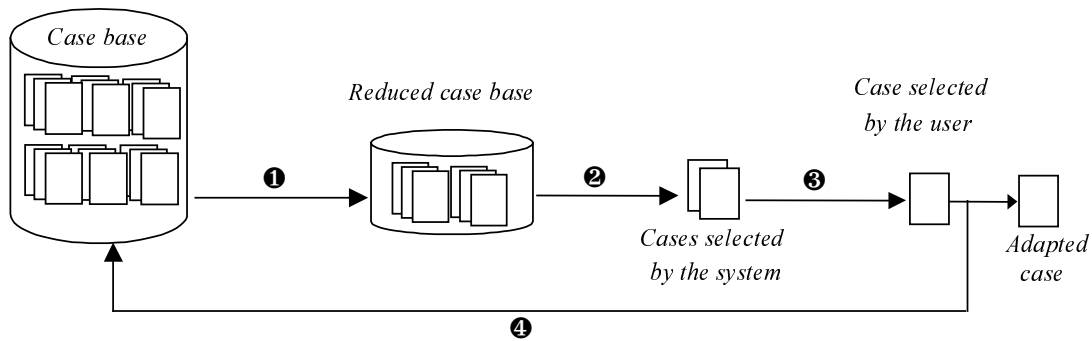 Case base
Reduced case base
Case selected
by the user
❶
❷
❸
Cases selected
by the system
Adapted
case
❹